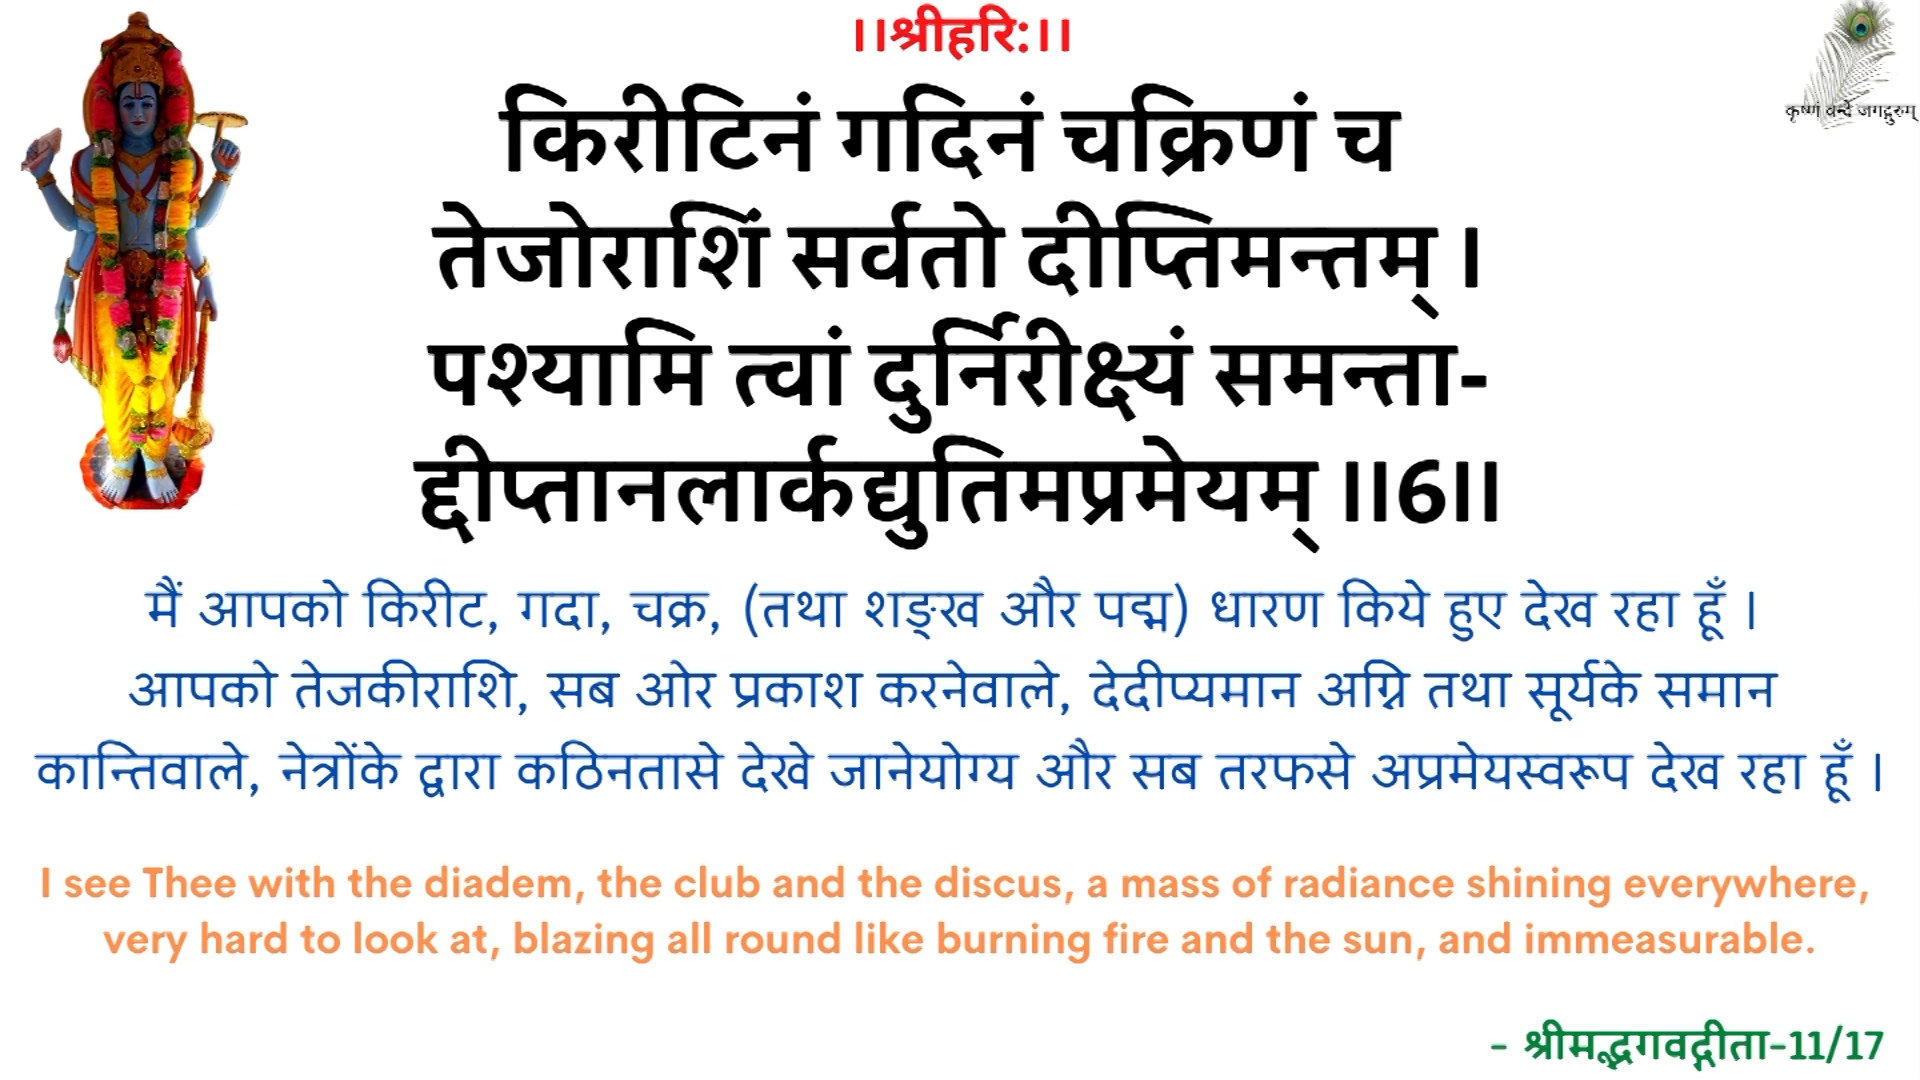 ।।श्रीहरि:।।
कृष्णं वन्दे जगद्गुरुम्
किरीटिनं गदिनं चक्रिणं च
तेजोराशिं सर्वतो दीप्तिमन्तम् ।
पश्यामि त्वां दुर्निरीक्ष्यं समन्ता-
द्दीप्तानलार्कद्युतिमप्रमेयम् ।।6।।
मैं आपको किरीट, गदा, चक्र, (तथा शङ्ख और पद्म) धारण किये हुए देख रहा हूँ ।
आपको तेजकीराशि, सब ओर प्रकाश करनेवाले, देदीप्यमान अग्नि तथा सूर्यके समान
कान्तिवाले, नेत्रोंके द्वारा कठिनतासे देखे जानेयोग्य और सब तरफसे अप्रमेयस्वरूप देख रहा हूँ ।
I see Thee with the diadem, the club and the discus, a mass of radiance shining everywhere,
very hard to look at, blazing all round like burning fire and the sun, and immeasurable.
- श्रीमद्भगवद्गीता-11/17